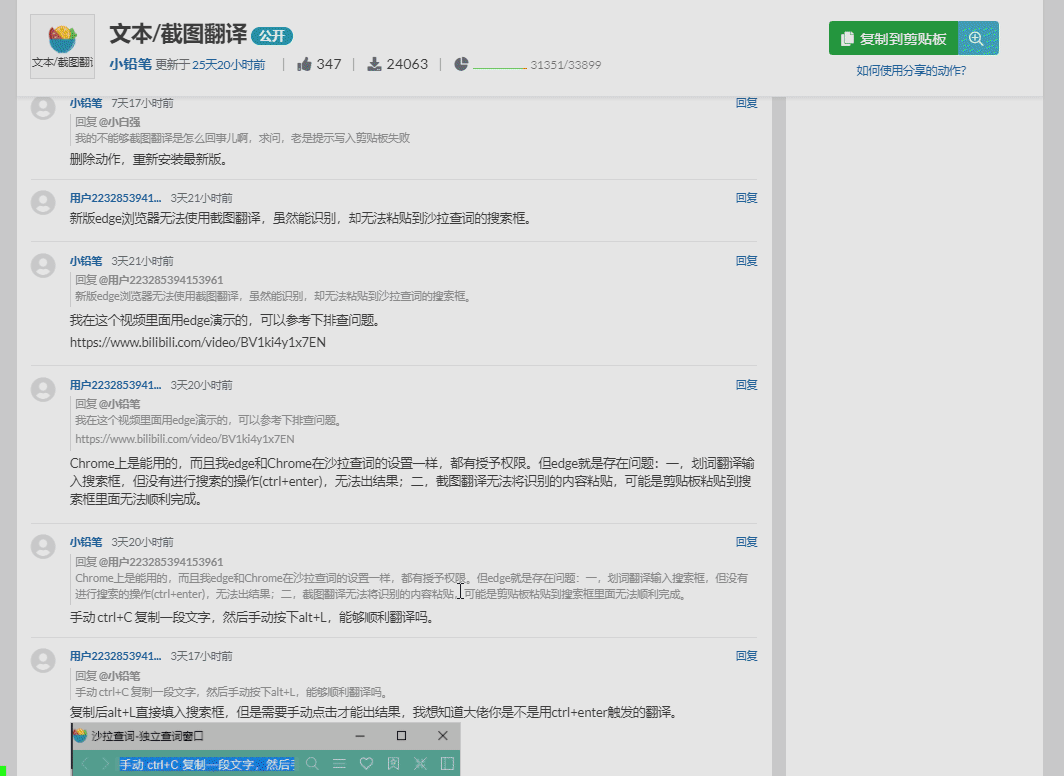 文本/截图翻译 公开
文本/截图翻译
小铅笔 更新于 25天20小时前 | 347 | 24063 | 31351/33899
复制到剪贴板
如何使用分享的动作?
小铅笔 7天17小时前 回复
回复 @小白强
我的不能够截图翻译是怎么回事儿啊，求问，老是提示写入剪贴板失败
删除动作，重新安装最新版。
用户2232853941... 3天21小时前 回复
新版edge浏览器无法使用截图翻译，虽然能识别，却无法粘贴到沙拉查词的搜索框。
小铅笔 3天21小时前 回复
回复 @用户223285394153961
新版edge浏览器无法使用截图翻译，虽然能识别，却无法粘贴到沙拉查词的搜索框。
我在这个视频里面用edge演示的，可以参考下排查问题。
https://www.bilibili.com/video/BV1ki4y1x7EN
用户2232853941... 3天20小时前 回复
回复 @小铅笔
我在这个视频里面用edge演示的，可以参考下排查问题。
https://www.bilibili.com/video/BV1ki4y1x7EN
Chrome上是能用的，而且我edge和Chrome在沙拉查词的设置一样，都有授予权限。但edge就是存在问题：一，划词翻译输
入搜索框，但没有进行搜索的操作(ctrl+enter)，无法出结果；二，截图翻译无法将识别的内容粘贴，可能是剪贴板粘贴到搜
索框里面无法顺利完成。
小铅笔 3天20小时前 回复
回复 @用户223285394153961
Chrome上是能用的，而且我edge和Chrome在沙拉查词的设置一样，都有授予权限。但edge就是存在问题：一，划词翻译输入搜索框，但没有
进行搜索的操作(ctrl+enter)，无法出结果；二，截图翻译无法将识别的内容粘贴，可能是剪贴板粘贴到搜索框里面无法顺利完成。
手动 ctrl+C 复制一段文字，然后手动按下alt+L，能够顺利翻译吗。
用户2232853941... 3天17小时前 回复
回复 @小铅笔
手动 ctrl+C 复制一段文字，然后手动按下alt+L，能够顺利翻译吗。
复制后alt+L直接填入搜索框，但是需要手动点击才能出结果，我想知道大佬你是不是用ctrl+enter触发的翻译。
沙拉查词-独立查词窗口
手动 ctrl+C 复制一段文字，然后手